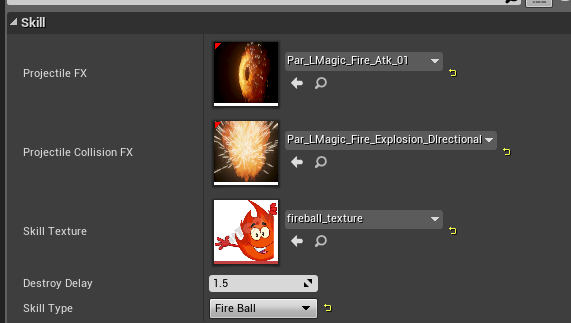 Skill
Projectile FX
Par_LMagic_Fire_Atk_01
Projectile Collision FX
Par_LMagic_Fire_Explosion_DIrectional
Skill Texture
fireball_texture
Destroy Delay
1.5
Skill Type
Fire Ball